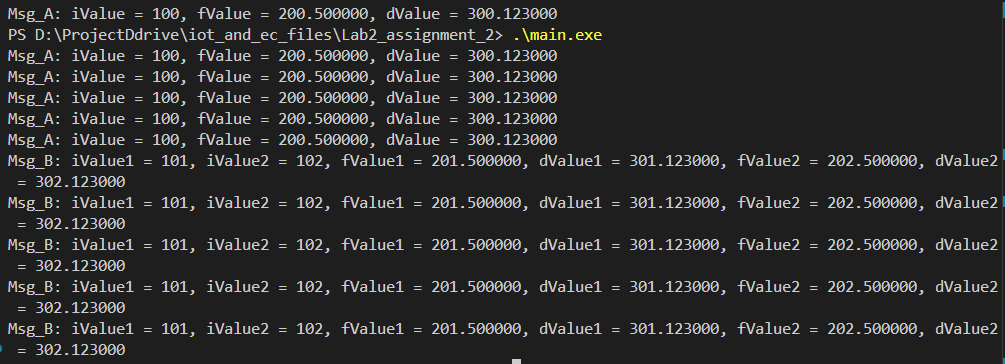 Msg_A: iValue = 100, fValue = 200.500000, dValue = 300.123000
PS D:\ProjectDdrive\iot_and_ec_files\Lab2_assignment_2> .\main.exe
Msg_A: iValue = 100, fValue = 200.500000, dValue = 300.123000
Msg_A: iValue = 100, fValue = 200.500000, dValue = 300.123000
Msg_A: iValue = 100, fValue = 200.500000, dValue = 300.123000
Msg_A: iValue = 100, fValue = 200.500000, dValue = 300.123000
Msg_A: iValue = 100, fValue = 200.500000, dValue = 300.123000
Msg_B: iValue1 = 101, iValue2 = 102, fValue1 = 201.500000, dValue1 = 301.123000, fValue2 = 202.500000, dValue2
 = 302.123000
Msg_B: iValue1 = 101, iValue2 = 102, fValue1 = 201.500000, dValue1 = 301.123000, fValue2 = 202.500000, dValue2
 = 302.123000
Msg_B: iValue1 = 101, iValue2 = 102, fValue1 = 201.500000, dValue1 = 301.123000, fValue2 = 202.500000, dValue2
 = 302.123000
Msg_B: iValue1 = 101, iValue2 = 102, fValue1 = 201.500000, dValue1 = 301.123000, fValue2 = 202.500000, dValue2
 = 302.123000
Msg_B: iValue1 = 101, iValue2 = 102, fValue1 = 201.500000, dValue1 = 301.123000, fValue2 = 202.500000, dValue2
 = 302.123000